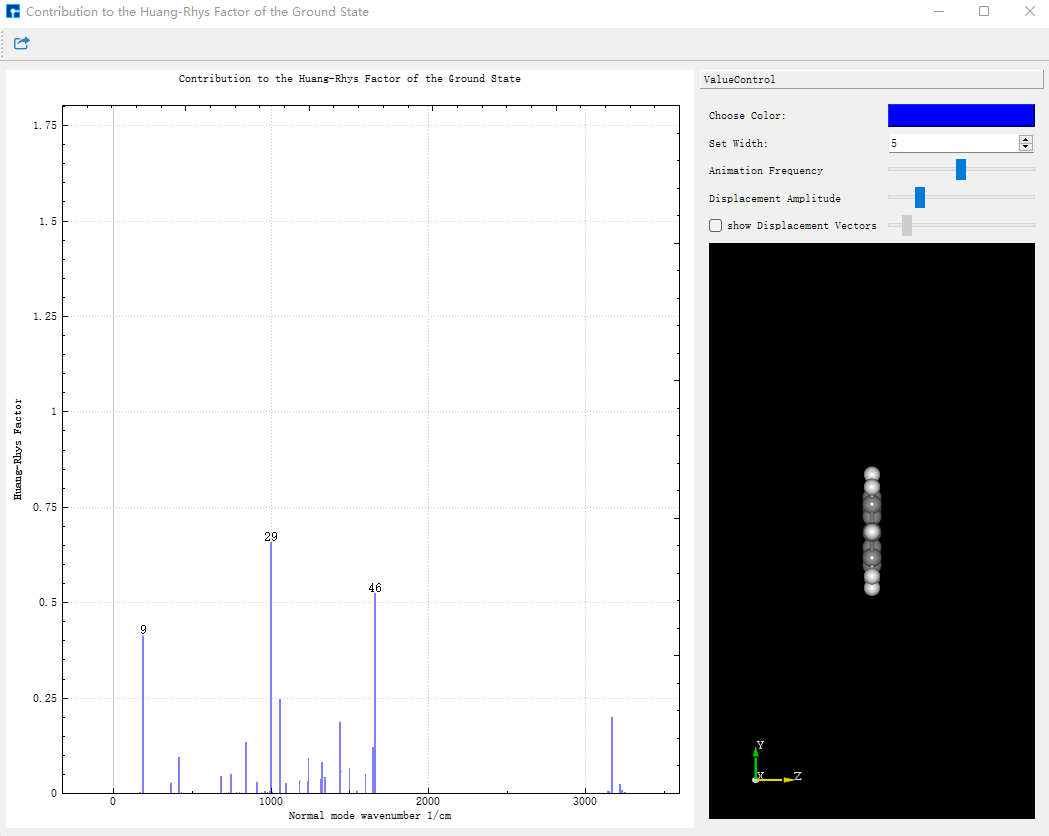 Contribution to the Huang-Rhys Factor of the Ground State
Contribution to the Huang-Rhys Factor of the Ground State
1.75
1.5
1.25
1
0.75
0.5
0.25
0
Huang-Rhys Factor
9
29
46
0
1000
2000
3000
Normal mode wavenumber 1/cm
ValueControl
Choose Color:
Set Width:
5
Animation Frequency
Displacement Amplitude
show Displacement Vectors
Y
X
Z